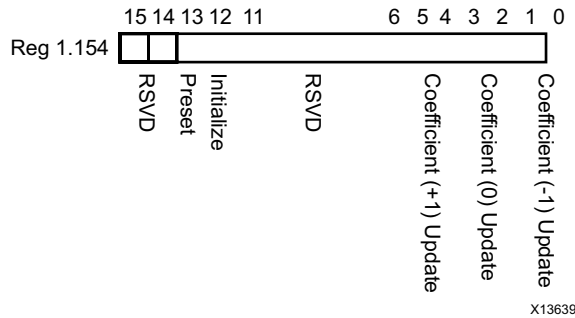 15 14 13 12 11 6 5 4 3 2 1 0
Reg 1.154
RSVD
Preset
Initialize
RSVD
Coefficient (+1) Update
Coefficient (0) Update
Coefficient (-1) Update
X13639